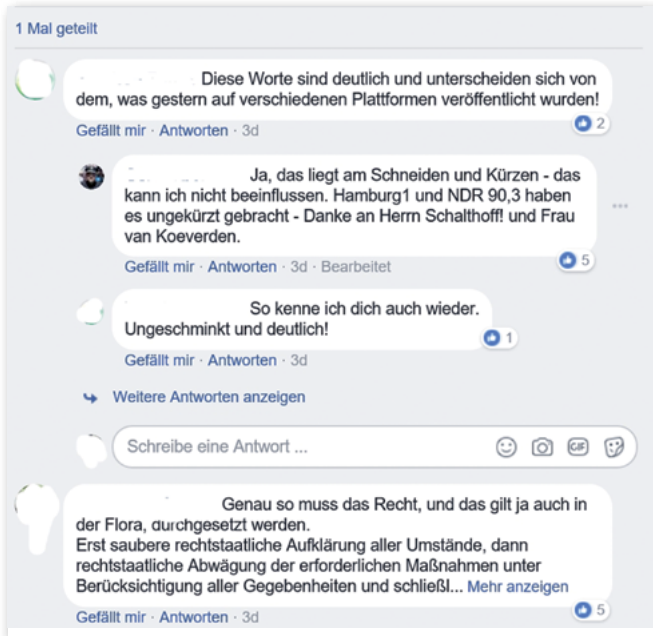 1 Mal geteilt
Diese Worte sind deutlich und unterscheiden sich von
dem, was gestern auf verschiedenen Plattformen veröffentlicht wurden!
2
Gefällt mir · Antworten · 3d
Ja, das liegt am Schneiden und Kürzen - das
kann ich nicht beeinflussen. Hamburg1 und NDR 90,3 haben
es ungekürzt gebracht - Danke an Herrn Schalthoff! und Frau
van Koeverden.
5
Gefällt mir · Antworten · 3d · Bearbeitet
So kenne ich dich auch wieder.
Ungeschminkt und deutlich!
1
Gefällt mir · Antworten · 3d
Weitere Antworten anzeigen
Schreibe eine Antwort ...
GIF
Genau so muss das Recht, und das gilt ja auch in
der Flora, durchgesetzt werden.
Erst saubere rechtstaatliche Aufklärung aller Umstände, dann
rechtstaatliche Abwägung der erforderlichen Maßnahmen unter
Berücksichtigung aller Gegebenheiten und schließl... Mehr anzeigen
5
Gefällt mir · Antworten · 3d